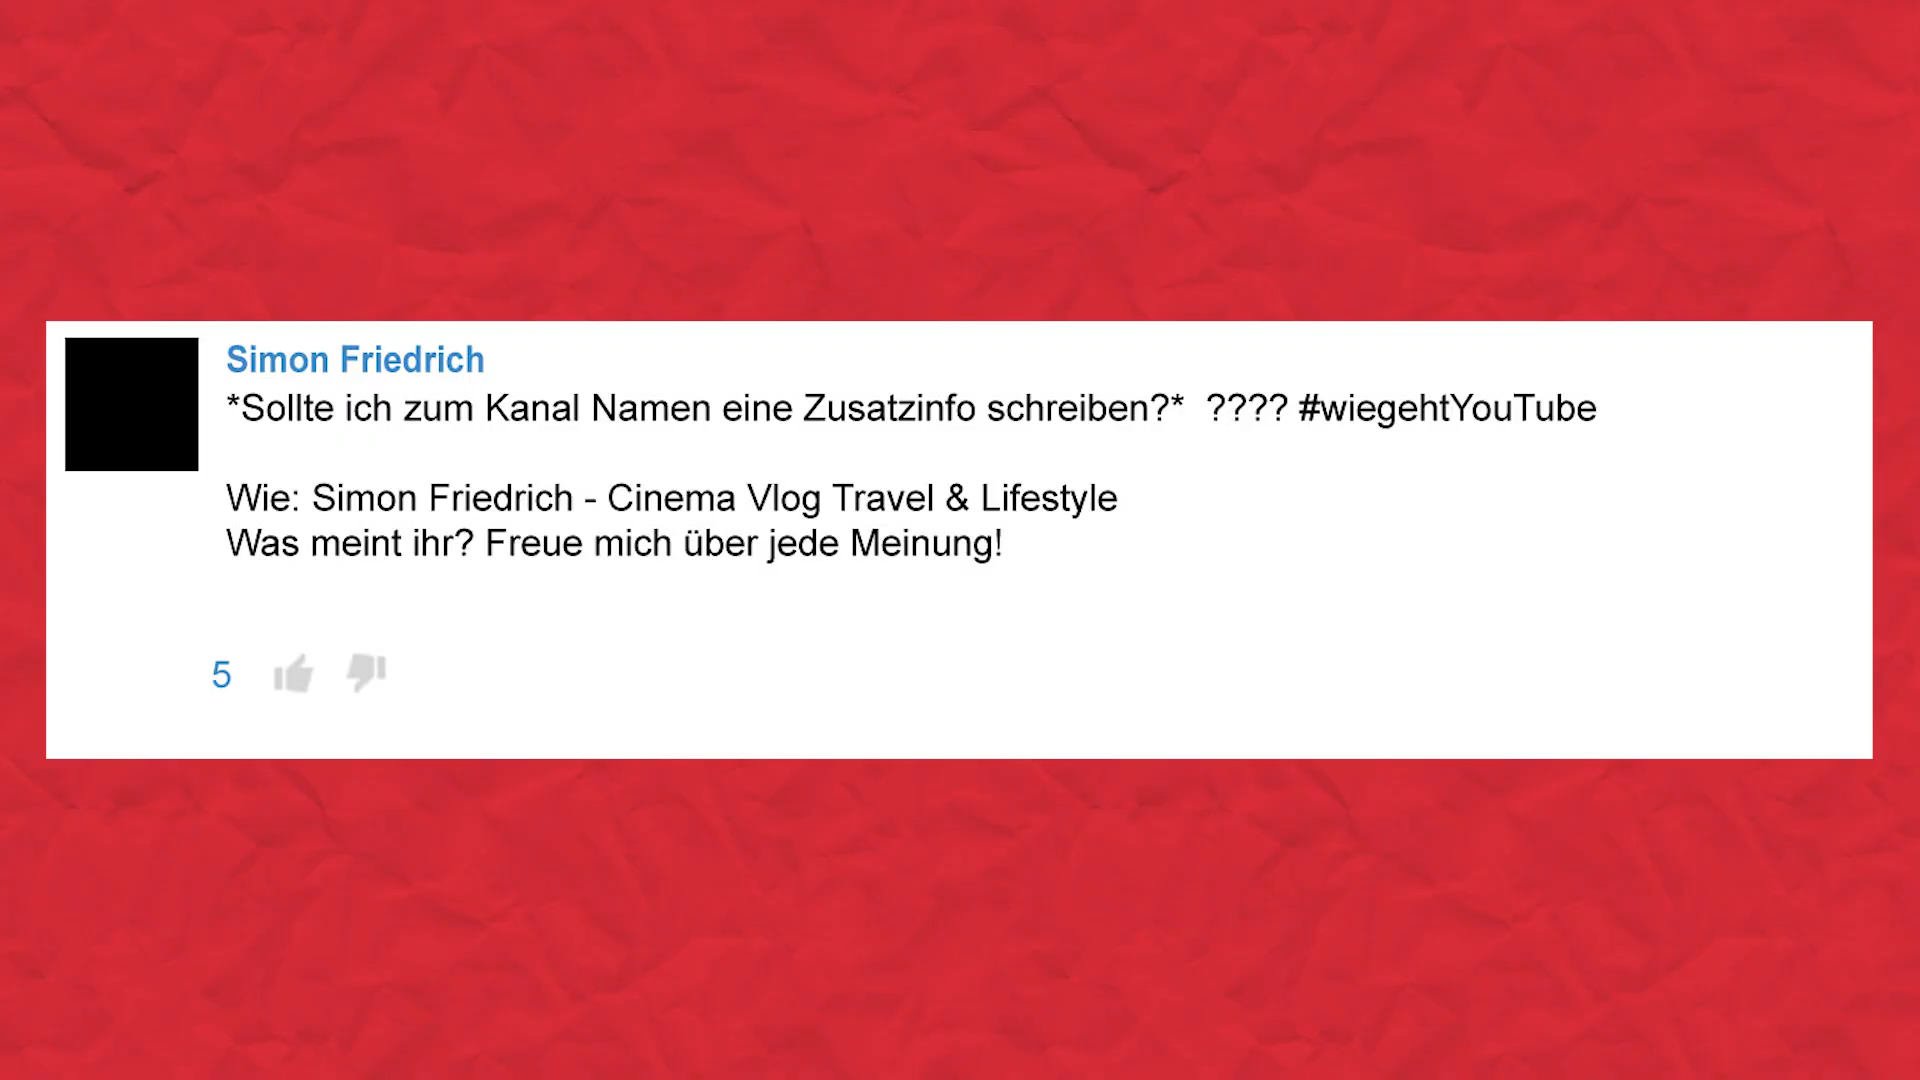 Simon Friedrich
*Sollte ich zum Kanal Namen eine Zusatzinfo schreiben?*  ???? #wiegehtYouTube
Wie: Simon Friedrich - Cinema Vlog Travel & Lifestyle
Was meint ihr? Freue mich über jede Meinung!
5